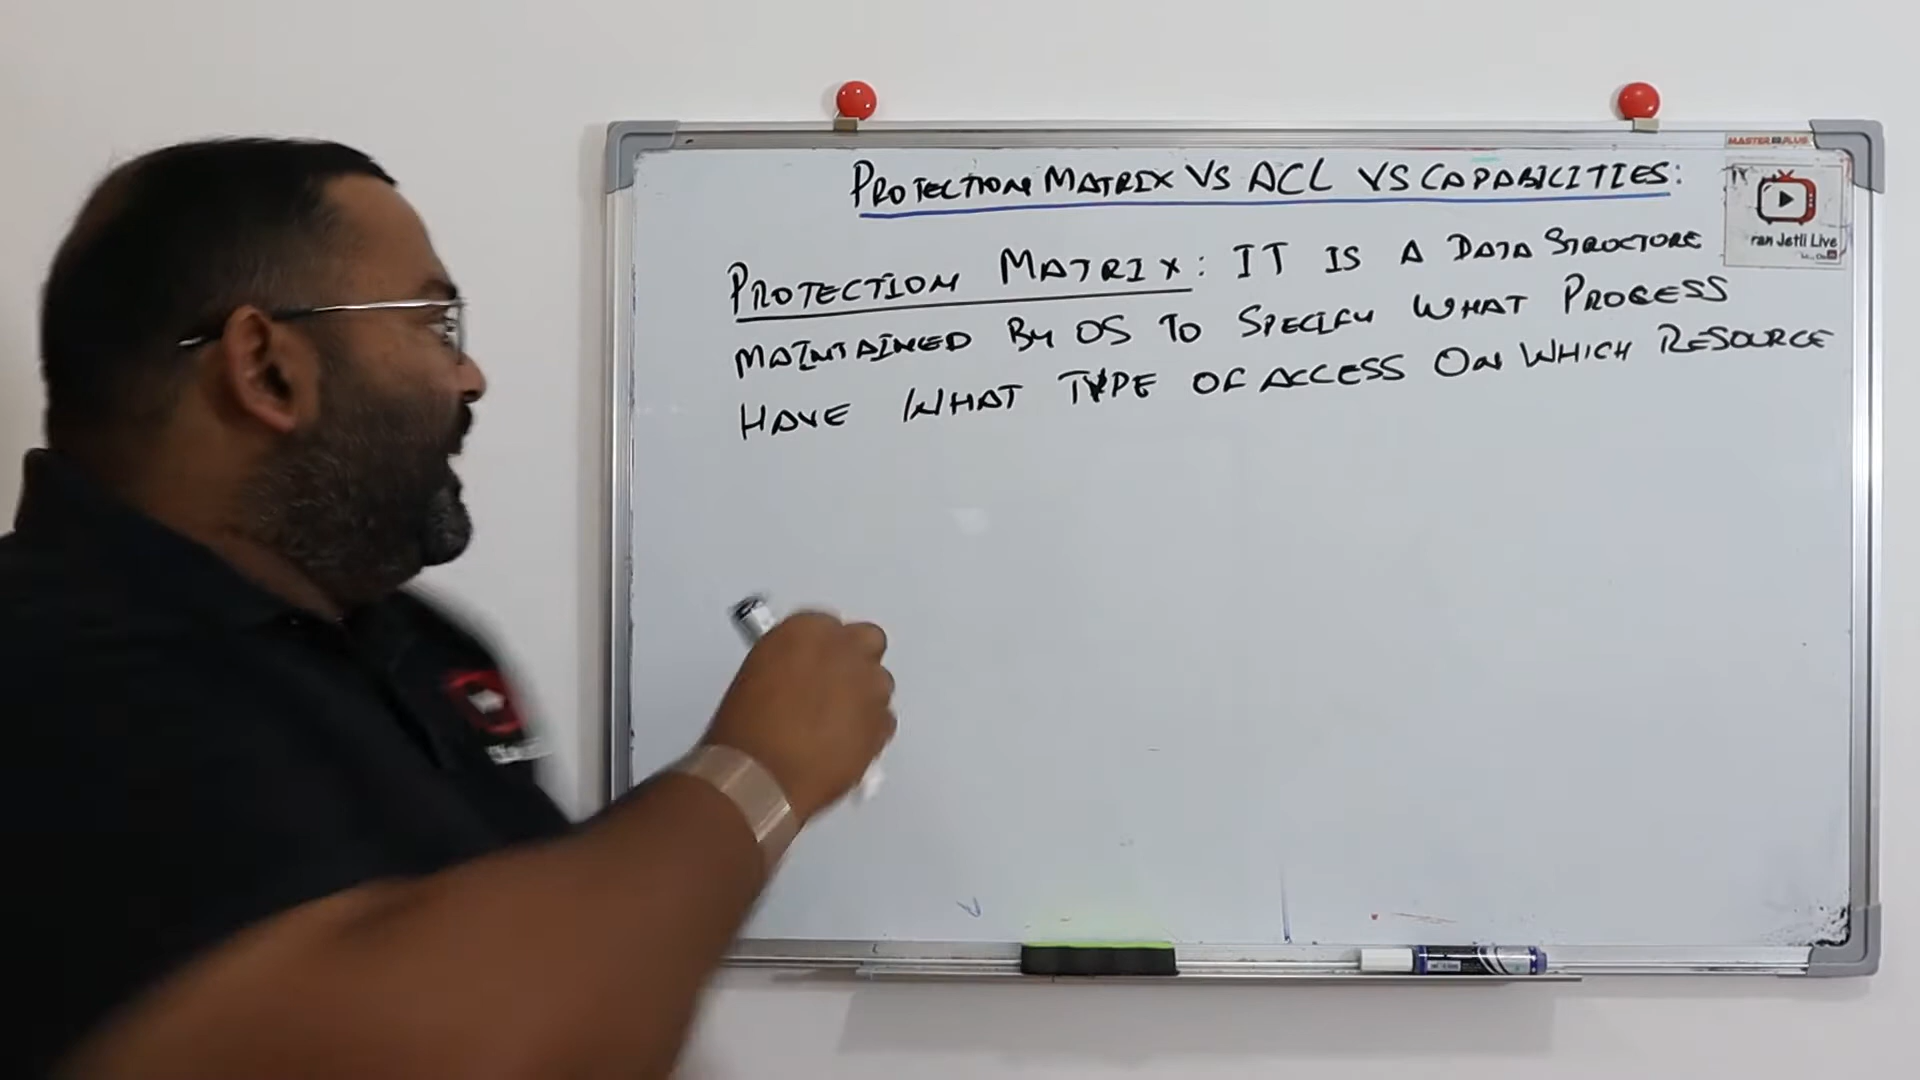 PROTECTION MATRIX VS ACL VS CAPABILITIES:
MASTER PLUS
ran Jetli Live
PROTECTION MATRIX: IT IS A DATA STRUCTURE
MAINTAINED BY OS TO SPECIFY WHAT PROCESS
HAVE WHAT TYPE OF ACCESS ON WHICH RESOURCE